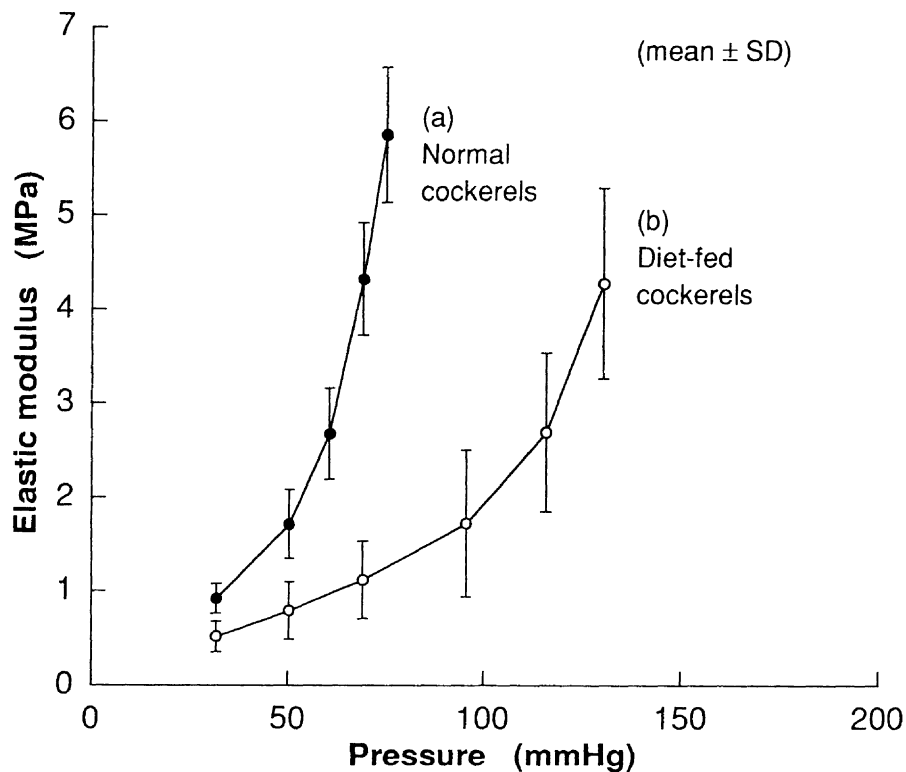 7
(mean ± SD)
6
(a)
Normal
cockerels
5
(b)
Diet-fed
cockerels
4
3
2
1
0
Elastic modulus (MPa)
0 50 100 150 200
Pressure (mmHg)